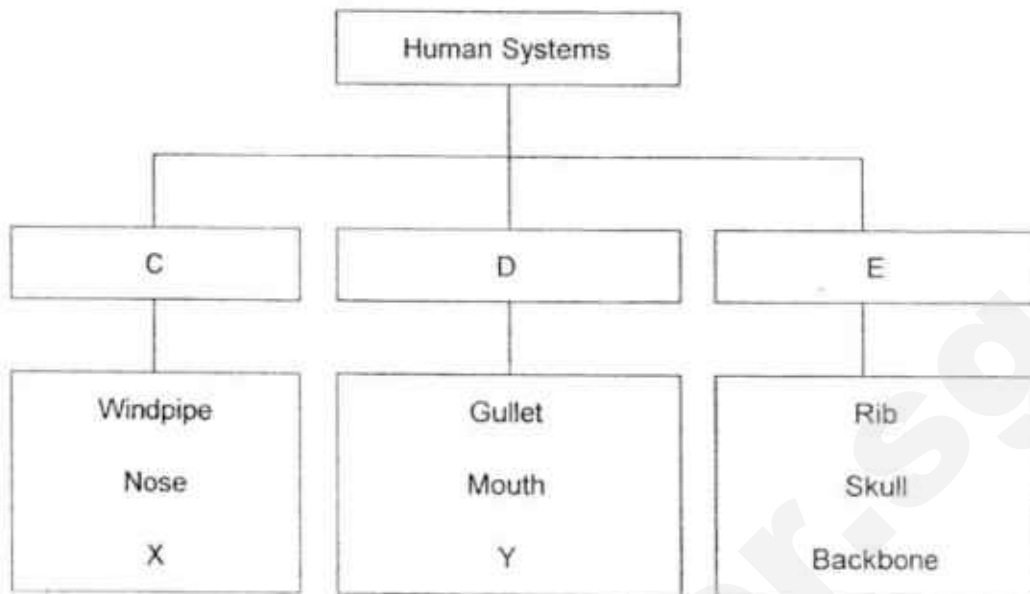 Human Systems
C
D
E
Windpipe
Nose
X
Gullet
Mouth
Y
Rib
Skull
Backbone